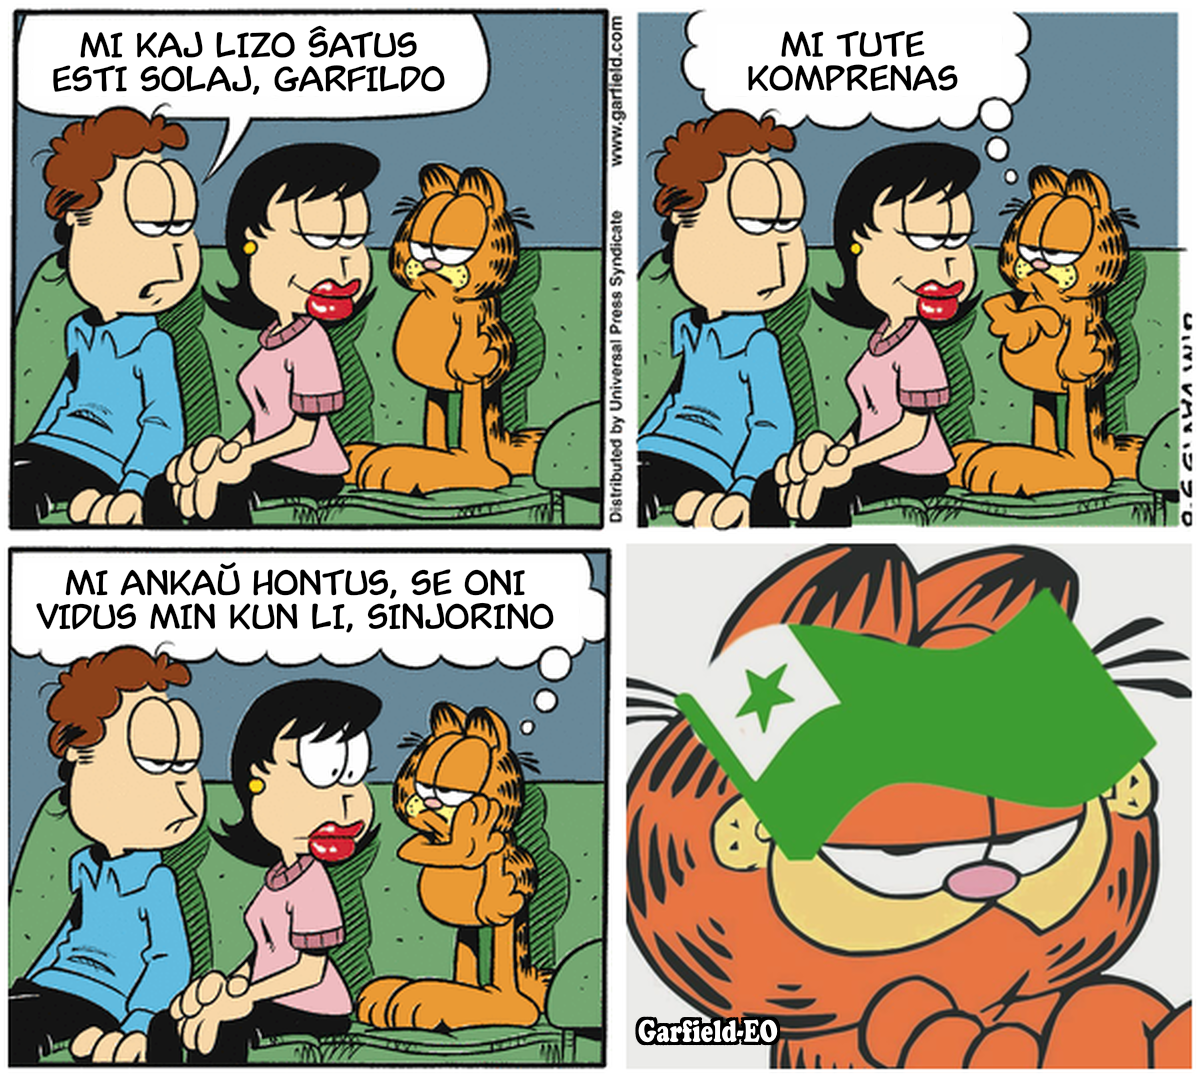 MI KAJ LIZO ŜATUS
ESTI SOLAJ, GARFILDO
www.garfield.com
Distributed by Universal Press Syndicate
MI TUTE
KOMPRENAS
MI ANKAŬ HONTUS, SE ONI
VIDUS MIN KUN LI, SINJORINO
Garfield-EO